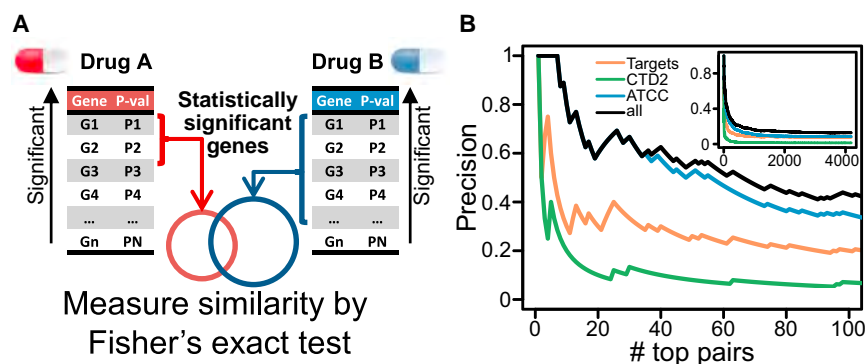 A
Drug A
Drug B
Gene P-val
Statistically
significant
genes
Gene P-val
G1 P1
G2 P2
G3 P3
G4 P4
... ...
Gn PN
G1 P1
G2 P2
G3 P3
G4 P4
... ...
Gn PN
Significant
Significant
Measure similarity by
Fisher's exact test
B
Precision
1
0.8
0.6
0.4
0.2
0
0 20 40 60 80 100
# top pairs
Targets
CTD2
ATCC
all
0.8
0.4
0
0 2000 4000